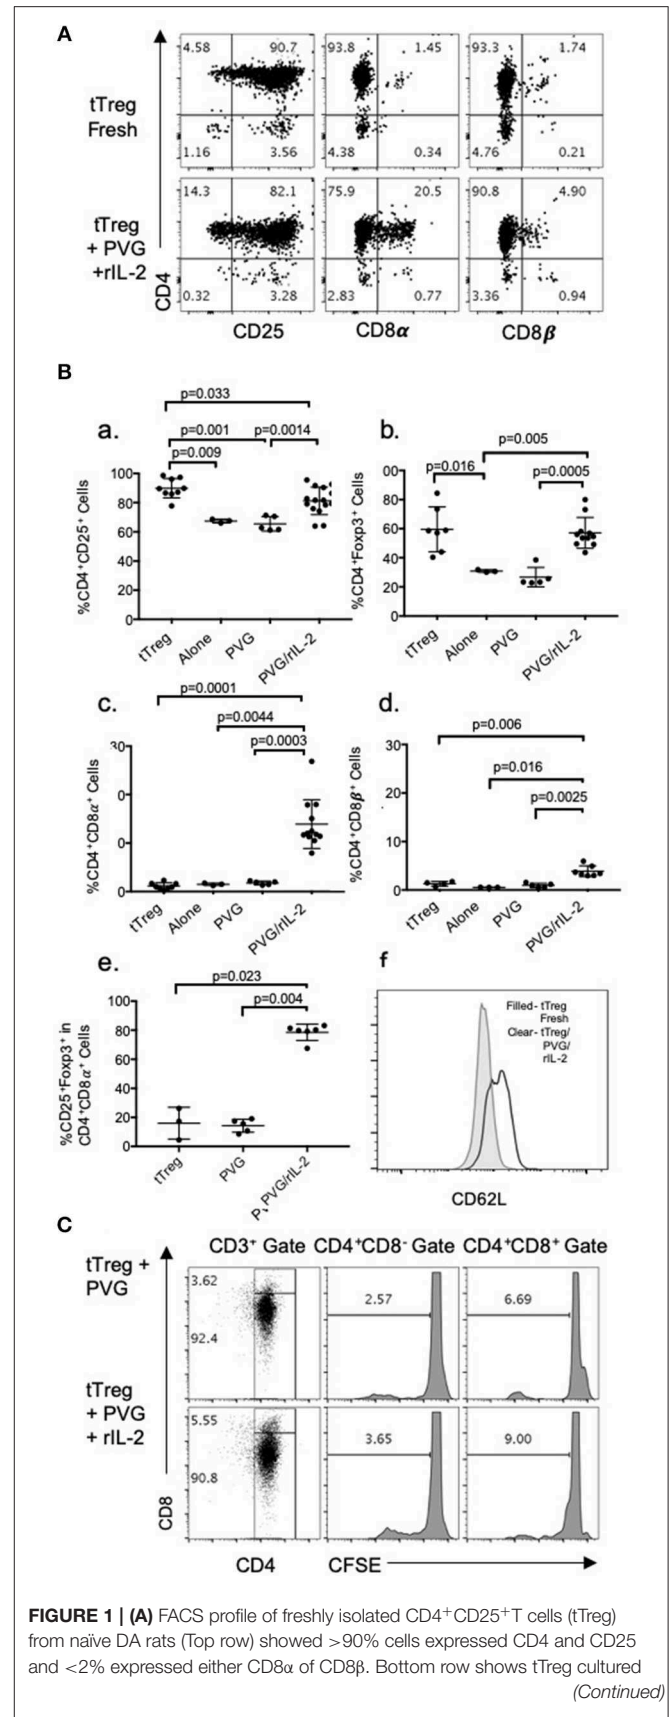 A
tTreg
Fresh
4.58 90.7
1.16 3.56
93.8 1.45
4.38 0.34
93.3 1.74
4.76 0.21
tTreg
+ PVG
+rIL-2
14.3 82.1
0.32 3.28
75.9 20.5
2.83 0.77
90.8 4.90
3.36 0.94
CD4
CD25 CD8α CD8β
B
a.
p=0.033
p=0.001 p=0.0014
p=0.009
%CD4+CD25+ Cells
100
80
60
40
20
0
tTreg Alone PVG PVG/rIL-2
b.
p=0.005
p=0.016 p=0.0005
%CD4+Foxp3+ Cells
00
80
60
40
20
0
tTreg Alone PVG PVG/rIL-2
c.
p=0.0001
p=0.0044
p=0.0003
%CD4+CD8α+ Cells
30
0
0
0
tTreg Alone PVG PVG/rIL-2
d.
p=0.006
p=0.016
p=0.0025
%CD4+CD8β+ Cells
30
20
10
0
tTreg Alone PVG PVG/rIL-2
e.
p=0.023
p=0.004
%CD25+Foxp3+ in
CD4+CD8α+ Cells
100
80
60
40
20
0
tTreg PVG PVG/rIL-2
f
Filled- tTreg
Fresh
Clear- tTreg/
PVG/
rIL-2
CD62L
C
CD3+ Gate CD4+CD8- Gate CD4+CD8+ Gate
tTreg +
PVG
3.62
92.4
2.57
6.69
tTreg
+ PVG
+ rIL-2
5.55
90.8
3.65
9.00
CD8
CD4 CFSE
FIGURE 1 | (A) FACS profile of freshly isolated CD4+CD25+T cells (tTreg)
from naïve DA rats (Top row) showed >90% cells expressed CD4 and CD25
and <2% expressed either CD8α of CD8β. Bottom row shows tTreg cultured
(Continued)